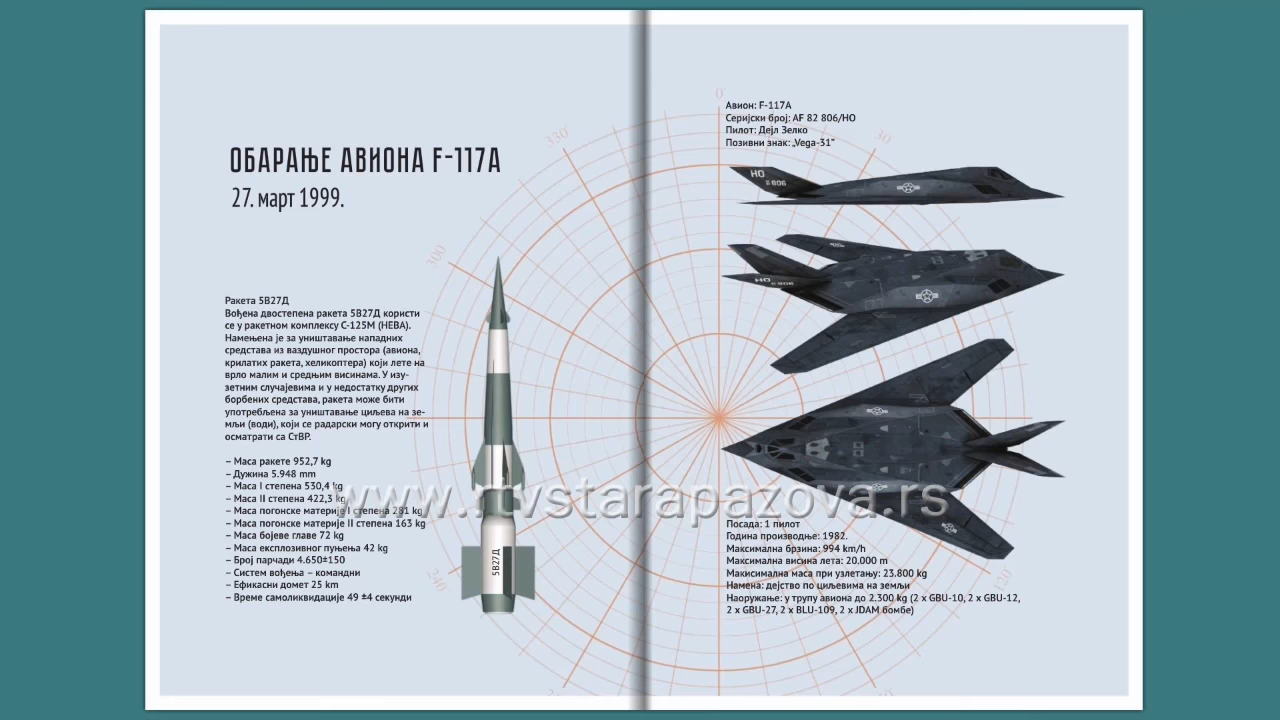 ОБАРАЊЕ АВИОНА F-117A
27. март 1999.
Ракета 5В27Д
Вођена двостепена ракета 5В27Д користи
се у ракетном комплексу С-125М (НЕВА).
Намењена је за уништавање нападних
средстава из ваздушног простора (авиона,
крилатих ракета, хеликоптера) који лете на
врло малим и средњим висинама. У изу-
зетним случајевима и у недостатку других
борбених средстава, ракета може бити
употребљена за уништавање циљева на зе-
мљи (води), који се радарски могу открити и
осматрати са СтВР.
– Маса ракете 952,7 kg
– Дужина 5.948 mm
– Маса I степена 530,4 kg
– Маса II степена 422,3 kg
– Маса погонске материје I степена 281 kg
– Маса погонске материје II степена 163 kg
– Маса бојеве главе 72 kg
– Маса експлозивног пуњења 42 kg
– Број парчади 4.650±150
– Систем вођења – командни
– Ефикасни домет 25 km
– Време самоликвидације 49 ±4 секунди
5В27Д
300
330
240
0
30
120
Авион: F-117A
Серијски број: AF 82 806/HO
Пилот: Дејл Зелко
Позивни знак: „Vega-31"
HO
806
HO
www.rtvstarapazova.rs
Посада: 1 пилот
Година производње: 1982.
Максимална брзина: 994 km/h
Максимална висина лета: 20.000 m
Макисимална маса при узлетању: 23.800 kg
Намена: дејство по циљевима на земљи
Наоружање: у трупу авиона до 2.300 kg (2 x GBU-10, 2 x GBU-12,
2 x GBU-27, 2 x BLU-109, 2 x JDAM бомбе)